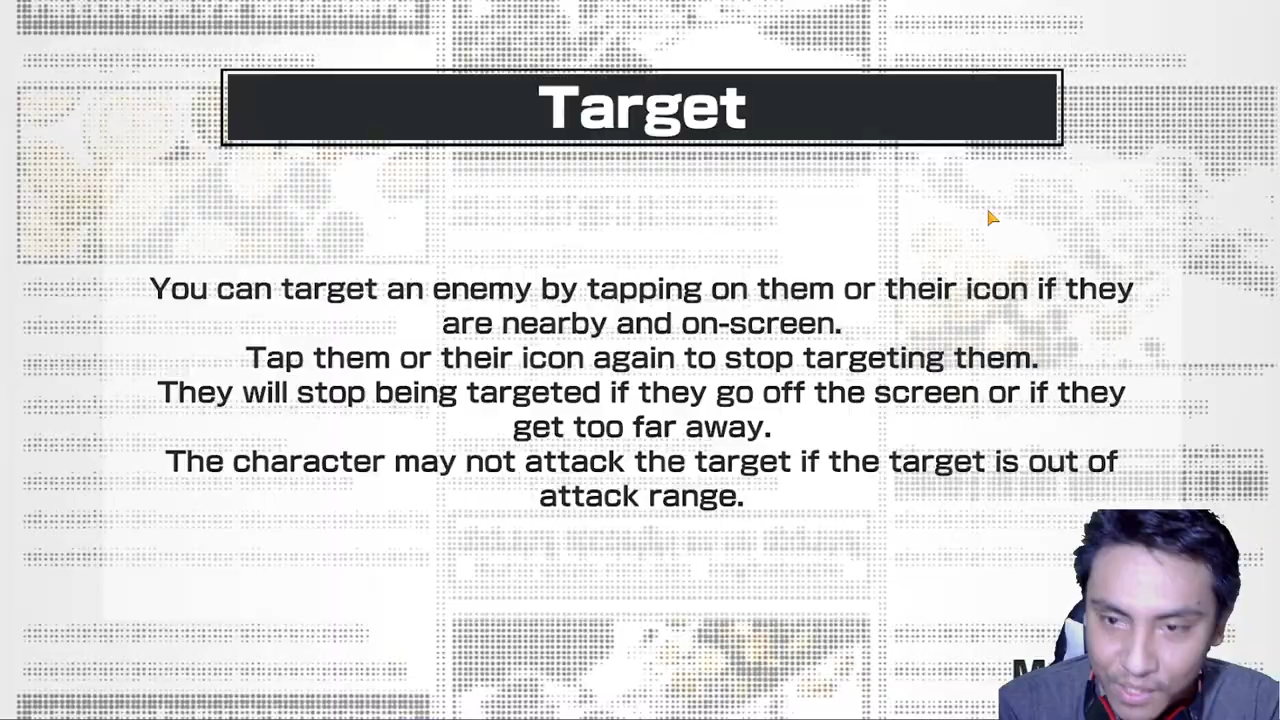 Target
You can target an enemy by tapping on them or their icon if they
are nearby and on-screen.
Tap them or their icon again to stop targeting them.
They will stop being targeted if they go off the screen or if they
get too far away.
The character may not attack the target if the target is out of
attack range.